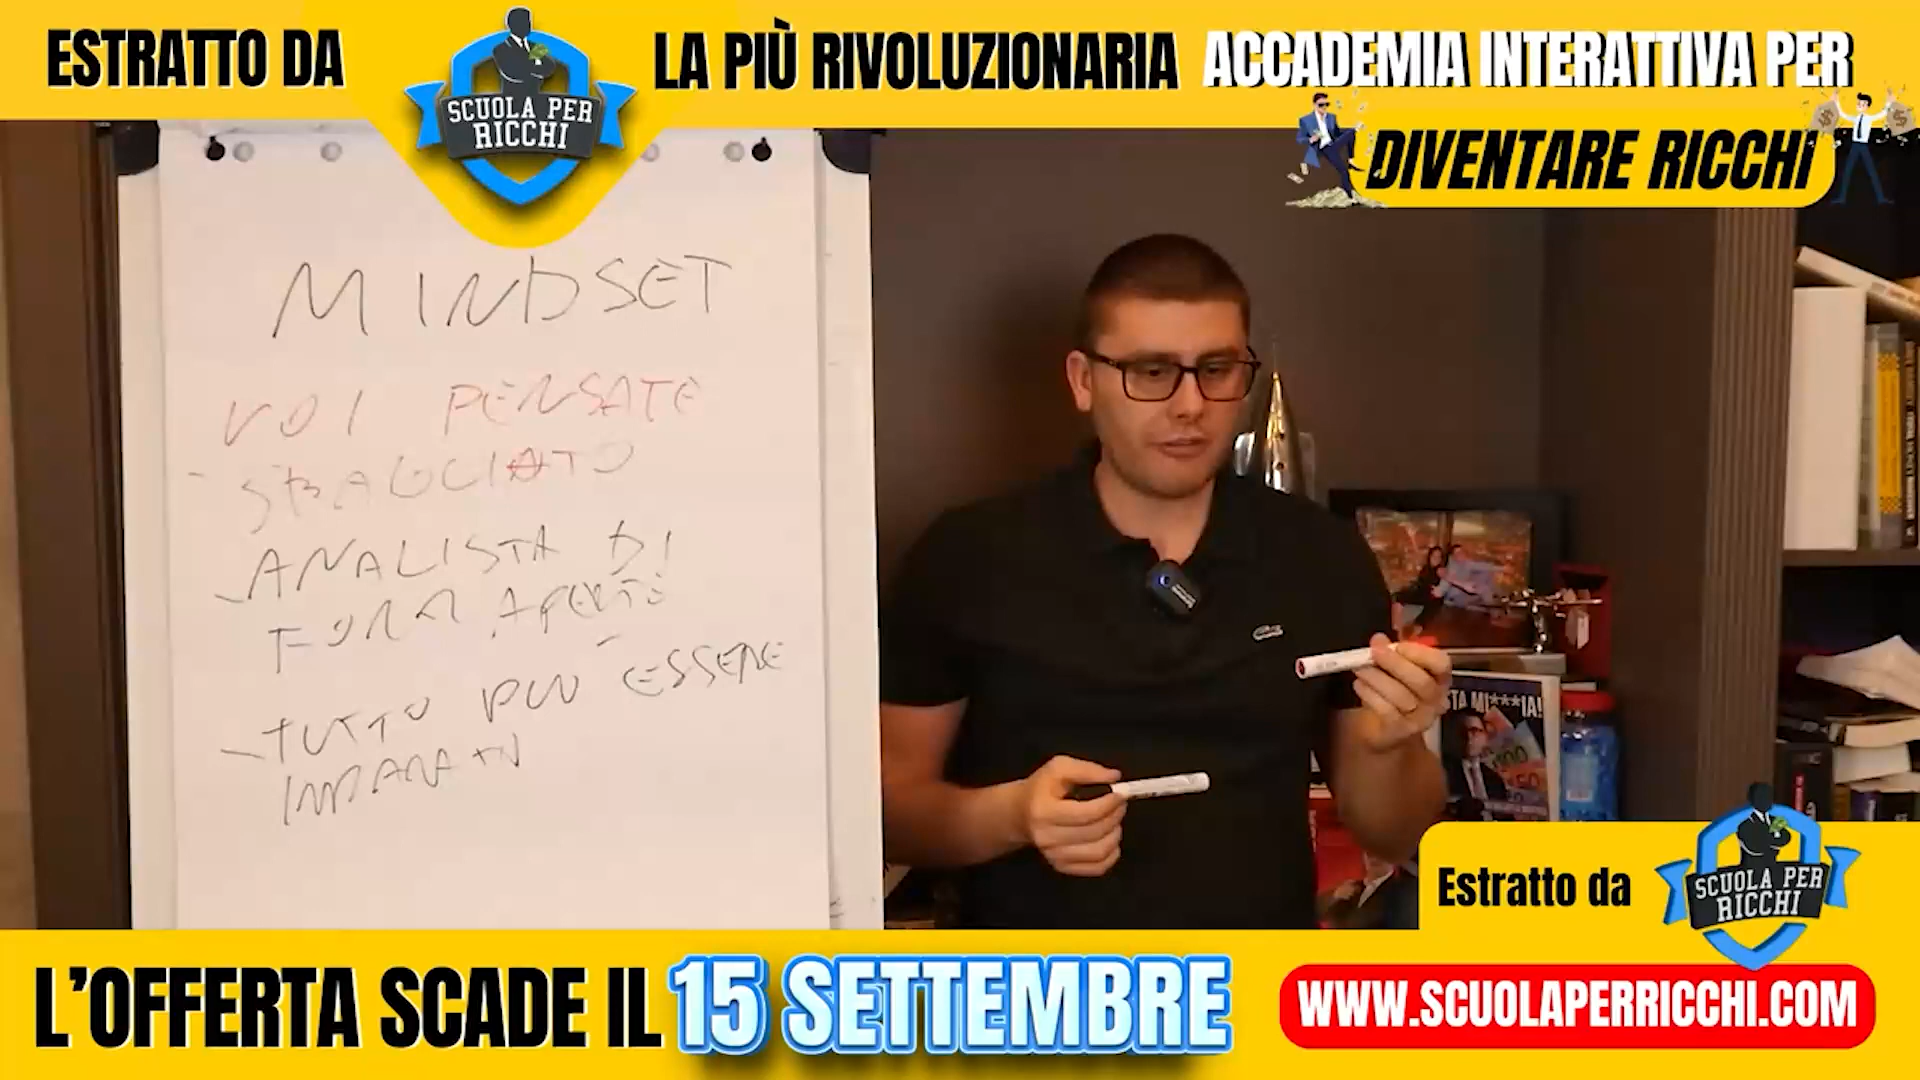 ESTRATTO DA
SCUOLA PER
RICCHI
LA PIÙ RIVOLUZIONARIA ACCADEMIA INTERATTIVA PER
DIVENTARE RICCHI
MINDSET
VOI PENSATE
- SBAGLIATO
- ANALISTA DI
FORM APERTO
- TUTTO PUO ESSERE
IMPARATO
STA MI***IA!
Estratto da
SCUOLA PER
RICCHI
L'OFFERTA SCADE IL 15 SETTEMBRE
WWW.SCUOLAPERRICCHI.COM